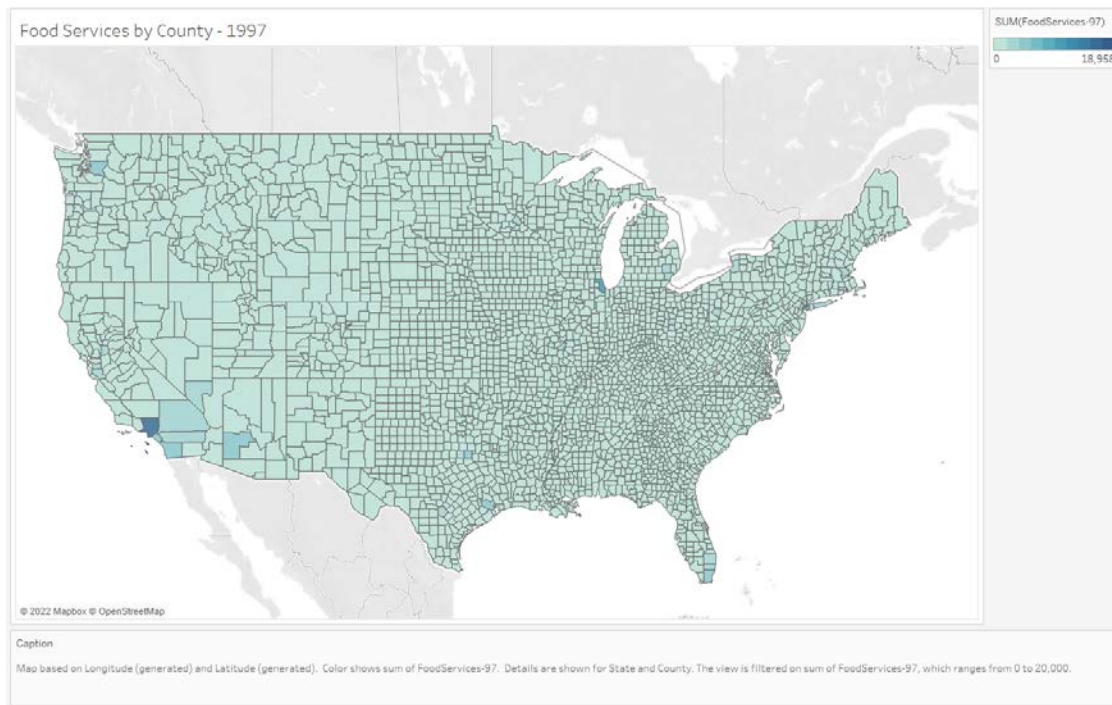 Food Services by County - 1997
SUM(FoodServices-97)
0 18,958
© 2022 Mapbox © OpenStreetMap
Caption
Map based on Longitude (generated) and Latitude (generated). Color shows sum of FoodServices-97. Details are shown for State and County. The view is filtered on sum of FoodServices-97, which ranges from 0 to 20,000.